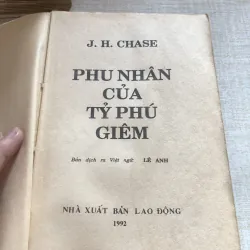 J. H. CHASE
PHU NHÂN
CỦA
TỶ PHÚ
GIÊM
Bản dịch ra Việt ngữ LÊ ANH
NHÀ XUẤT BẢN LAO ĐỘNG
1992